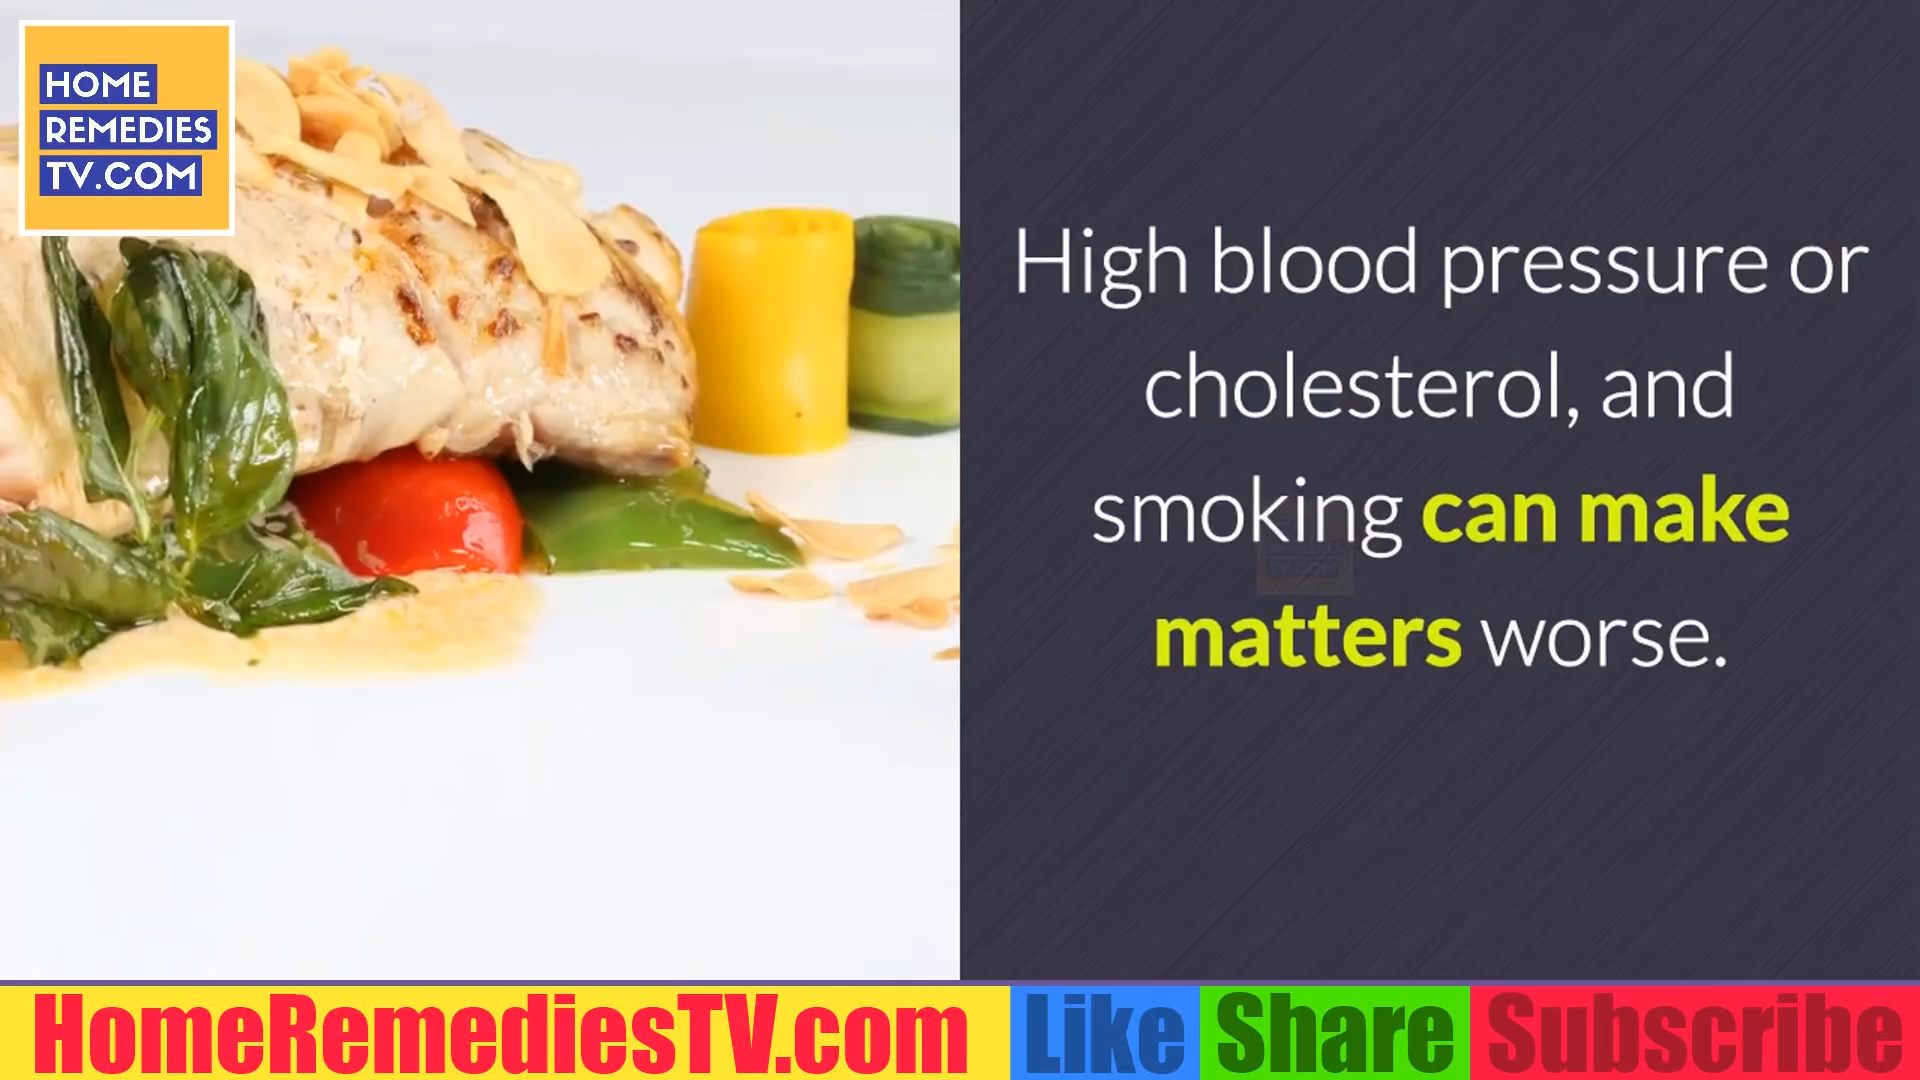 HOME
REMEDIES
TV.COM
High blood pressure or
cholesterol, and
smoking can make
matters worse.
HomeRemediesTV.com
Like Share Subscribe